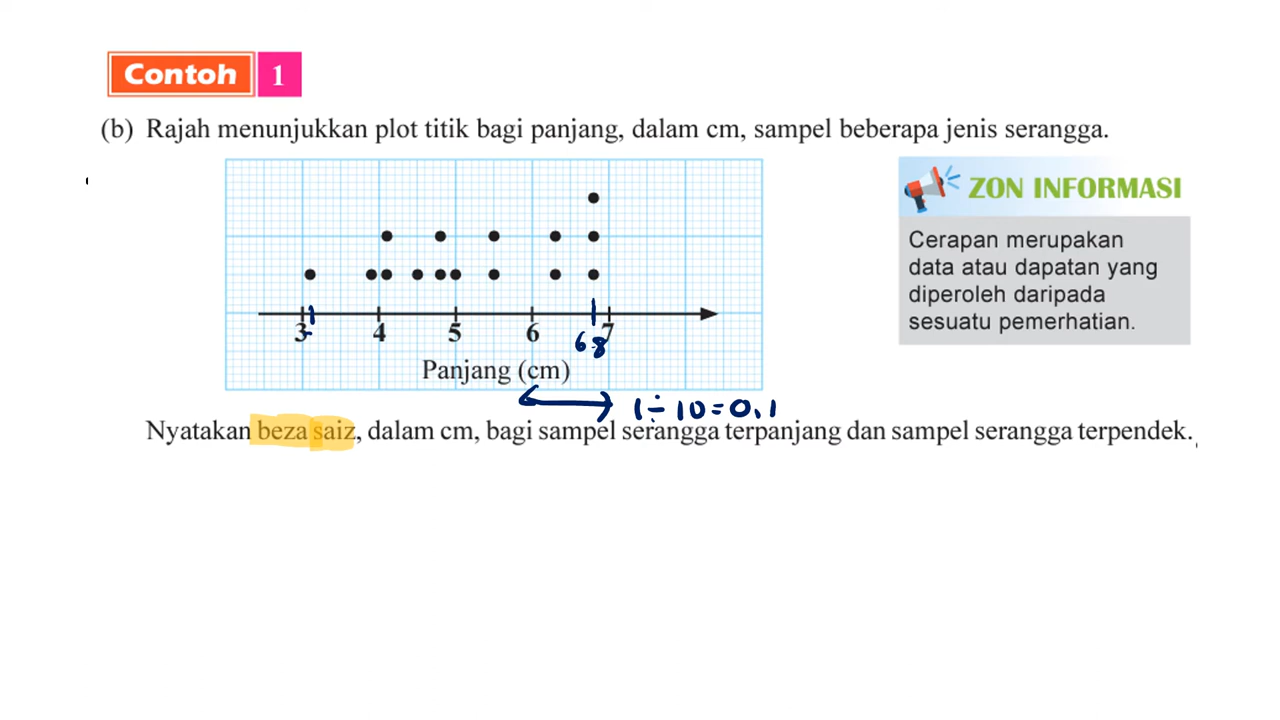 Contoh 1
(b) Rajah menunjukkan plot titik bagi panjang, dalam cm, sampel beberapa jenis serangga.
ZON INFORMASI
Cerapan merupakan
data atau dapatan yang
diperoleh daripada
sesuatu pemerhatian.
3 4 5 6 7
6.8
Panjang (cm)
1 ÷ 10 = 0.1
Nyatakan beza saiz, dalam cm, bagi sampel serangga terpanjang dan sampel serangga terpendek.